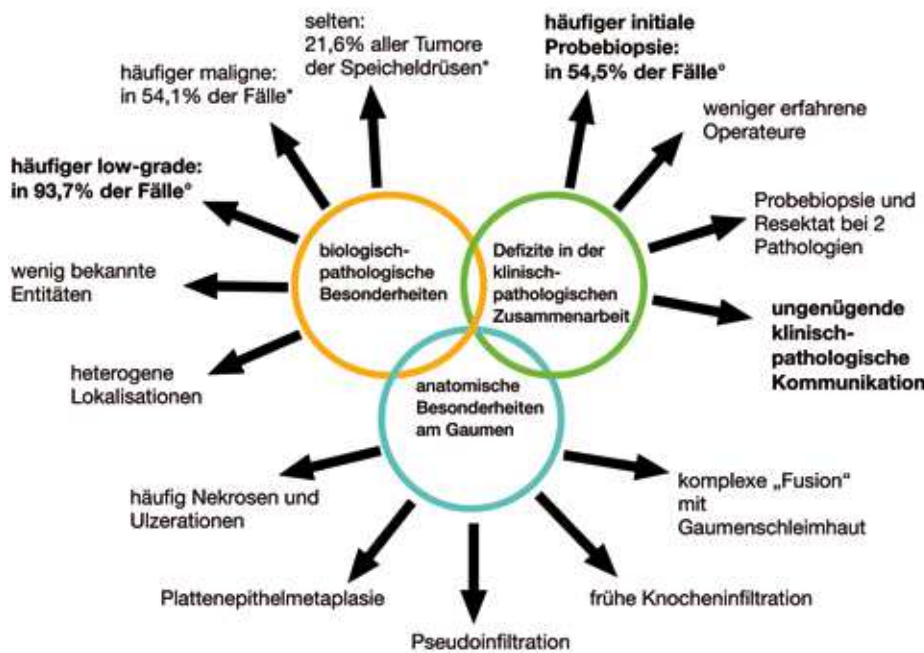 selten:
21,6% aller Tumore
der Speicheldrüsen*
häufiger maligne:
in 54,1% der Fälle*
häufiger low-grade:
in 93,7% der Fälle°
wenig bekannte
Entitäten
heterogene
Lokalisationen
biologisch-
pathologische
Besonderheiten
häufiger initiale
Probebiopsie:
in 54,5% der Fälle°
weniger erfahrene
Operateure
Probebiopsie und
Resektat bei 2
Pathologien
ungenügende
klinisch-
pathologische
Kommunikation
Defizite in der
klinisch-
pathologischen
Zusammenarbeit
anatomische
Besonderheiten
am Gaumen
häufig Nekrosen und
Ulzerationen
Plattenepithelmetaplasie
Pseudoinfiltration
frühe Knocheninfiltration
komplexe „Fusion“
mit
Gaumenschleimhaut